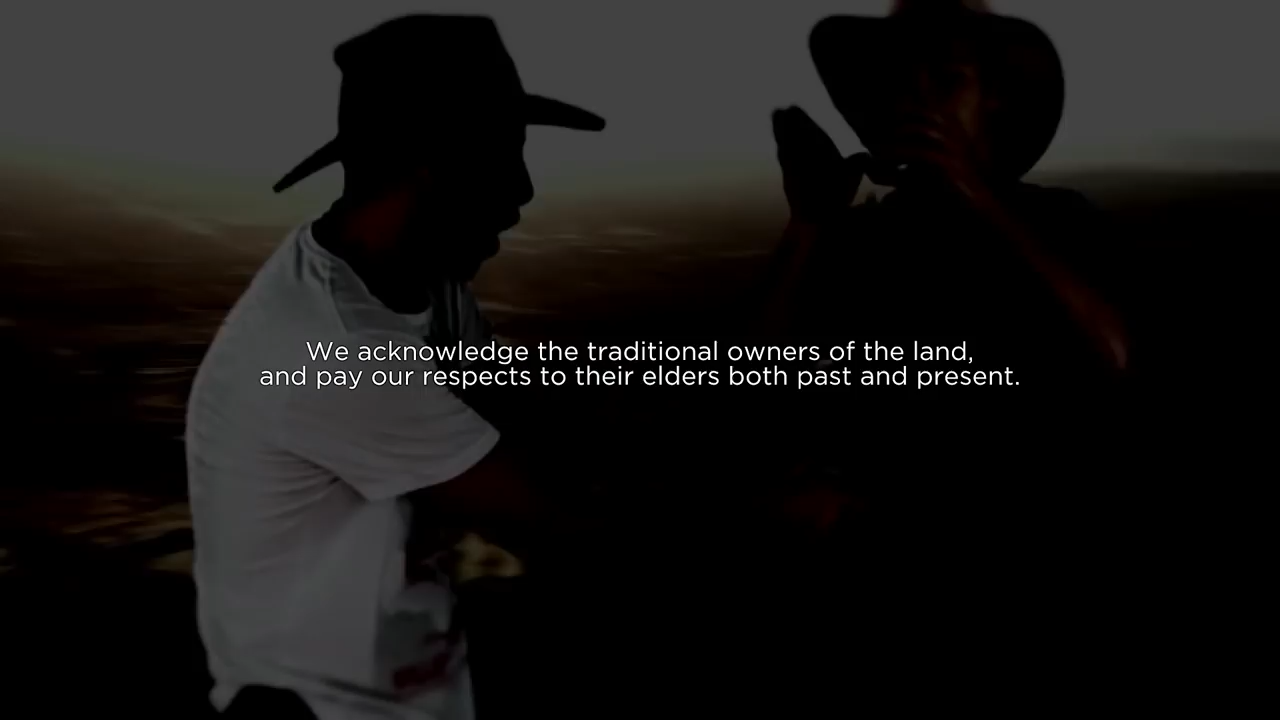 We acknowledge the traditional owners of the land,
and pay our respects to their elders both past and present.